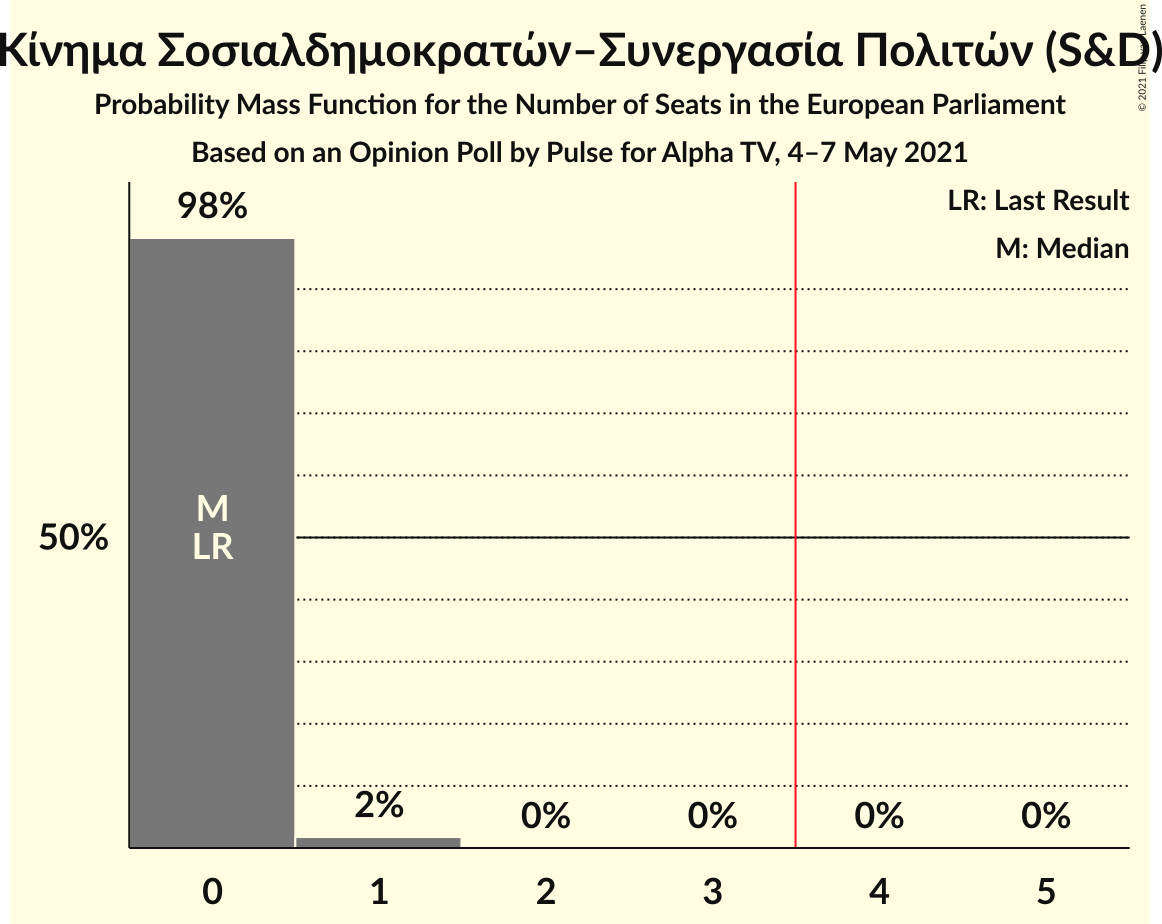 Κίνημα Σοσιαλδημοκρατών–Συνεργασία Πολιτών (S&D)
Probability Mass Function for the Number of Seats in the European Parliament
Based on an Opinion Poll by Pulse for Alpha TV, 4–7 May 2021
© 2021 Laenen
LR: Last Result
M: Median
98%
M
LR
50%
2%
0%
0%
0%
0%
0
1
2
3
4
5